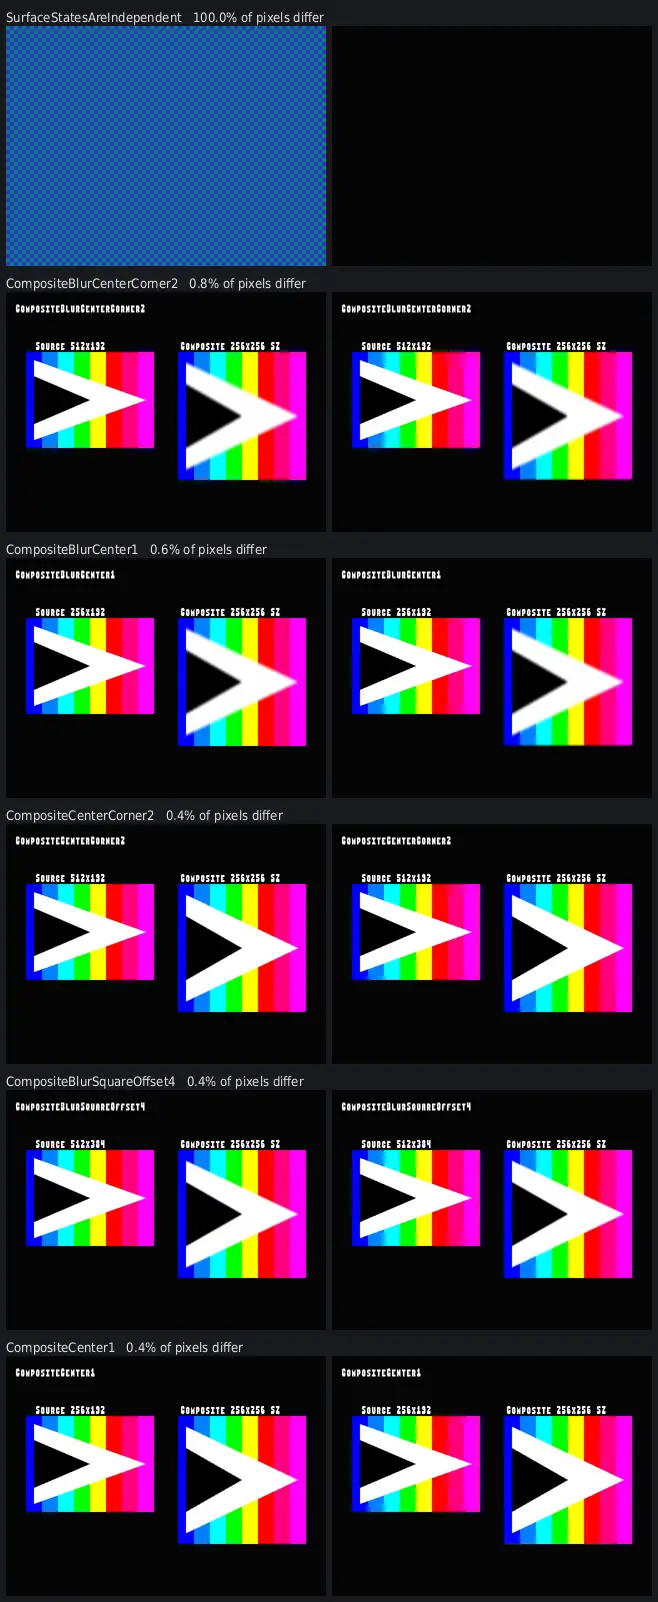 SurfaceStatesAreIndependent 100.0% of pixels differ
CompositeBlurCenterCorner2 0.8% of pixels differ
CompositeBlurCenterCorner2 CompositeBlurCenterCorner2
Source 512x192 Composite 256x256 SZ Source 512x192 Composite 256x256 SZ
CompositeBlurCenter1 0.6% of pixels differ
CompositeBlurCenter1 CompositeBlurCenter1
Source 256x192 Composite 256x256 SZ Source 256x192 Composite 256x256 SZ
CompositeCenterCorner2 0.4% of pixels differ
CompositeCenterCorner2 CompositeCenterCorner2
Source 512x192 Composite 256x256 SZ Source 512x192 Composite 256x256 SZ
CompositeBlurSquareOffset4 0.4% of pixels differ
CompositeBlurSquareOffset4 CompositeBlurSquareOffset4
Source 512x384 Composite 256x256 SZ Source 512x384 Composite 256x256 SZ
CompositeCenter1 0.4% of pixels differ
CompositeCenter1 CompositeCenter1
Source 256x192 Composite 256x256 SZ Source 256x192 Composite 256x256 SZ